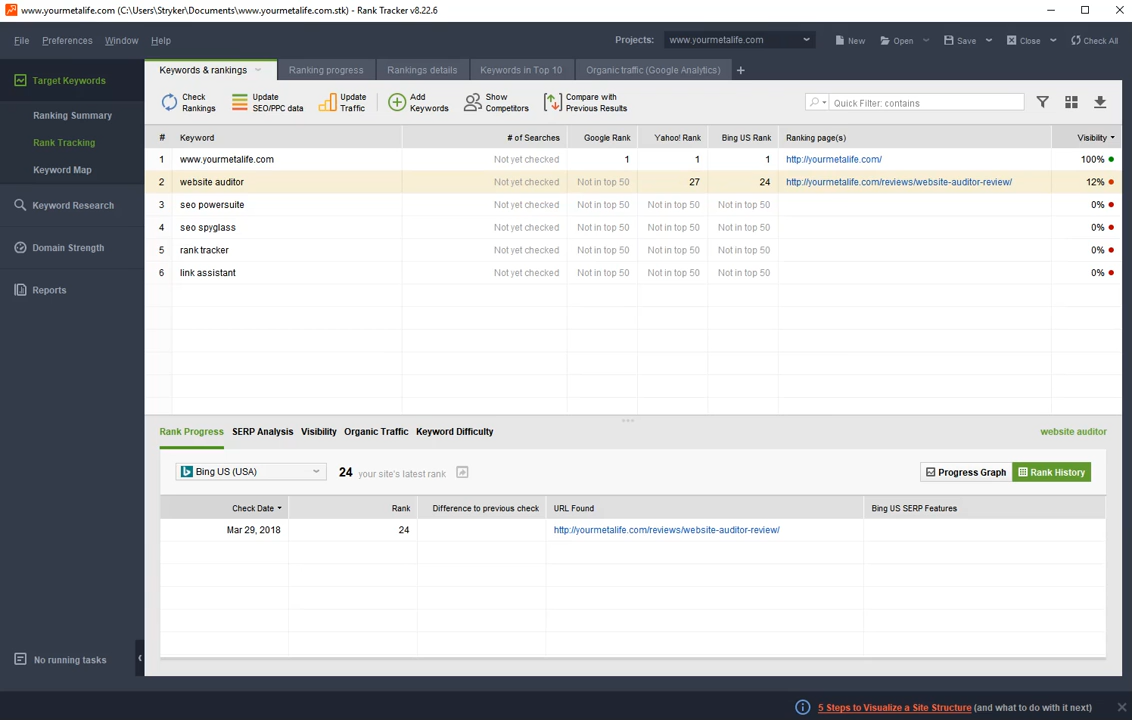 www.yourmetalife.com (C:\Users\Stryker\Documents\www.yourmetalife.com.stk) - Rank Tracker v8.22.6
File Preferences Window Help Projects: www.yourmetalife.com New Open Save Close Check All
Target Keywords
Ranking Summary
Rank Tracking
Keyword Map
Keyword Research
Domain Strength
Reports
No running tasks
Keywords & rankings Ranking progress Rankings details Keywords in Top 10 Organic traffic (Google Analytics) +
Check Rankings Update SEO/PPC data Update Traffic Add Keywords Show Competitors Compare with Previous Results Quick Filter: contains
# Keyword # of Searches Google Rank Yahoo! Rank Bing US Rank Ranking page(s) Visibility
1 www.yourmetalife.com Not yet checked 1 1 1 http://yourmetalife.com/ 100%
2 website auditor Not yet checked Not in top 50 27 24 http://yourmetalife.com/reviews/website-auditor-review/ 12%
3 seo powersuite Not yet checked Not in top 50 Not in top 50 Not in top 50 0%
4 seo spyglass Not yet checked Not in top 50 Not in top 50 Not in top 50 0%
5 rank tracker Not yet checked Not in top 50 Not in top 50 Not in top 50 0%
6 link assistant Not yet checked Not in top 50 Not in top 50 Not in top 50 0%
Rank Progress SERP Analysis Visibility Organic Traffic Keyword Difficulty website auditor
Bing US (USA) 24 your site's latest rank Progress Graph Rank History
Check Date Rank Difference to previous check URL Found Bing US SERP Features
Mar 29, 2018 24 http://yourmetalife.com/reviews/website-auditor-review/
5 Steps to Visualize a Site Structure (and what to do with it next)